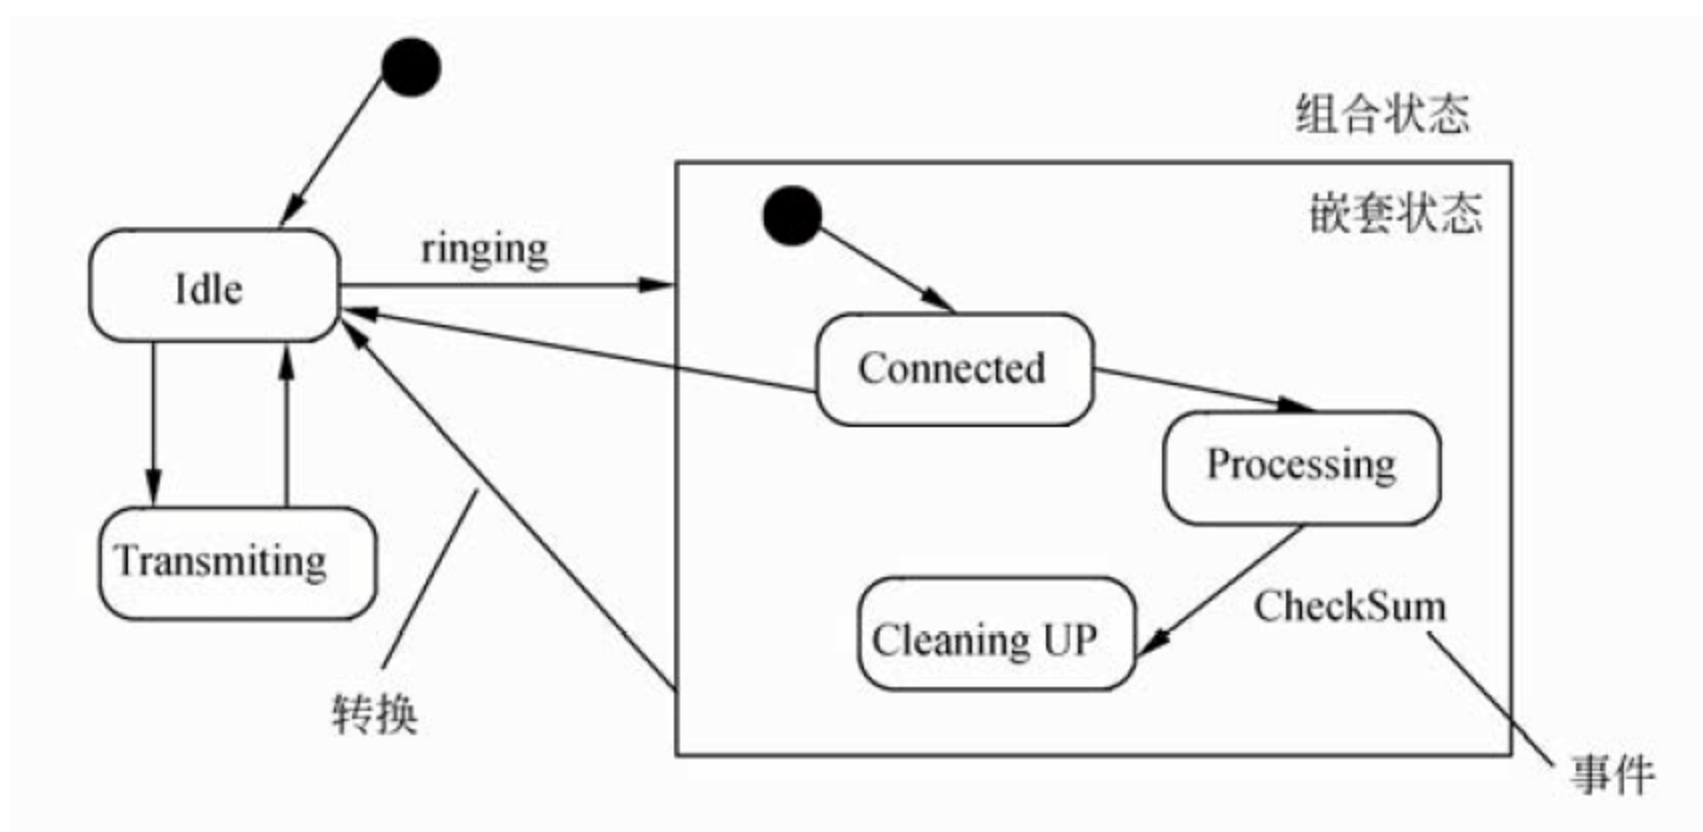 组合状态
嵌套状态
ringing
Idle
Connected
Processing
Transmiting
CheckSum
Cleaning UP
转换
事件